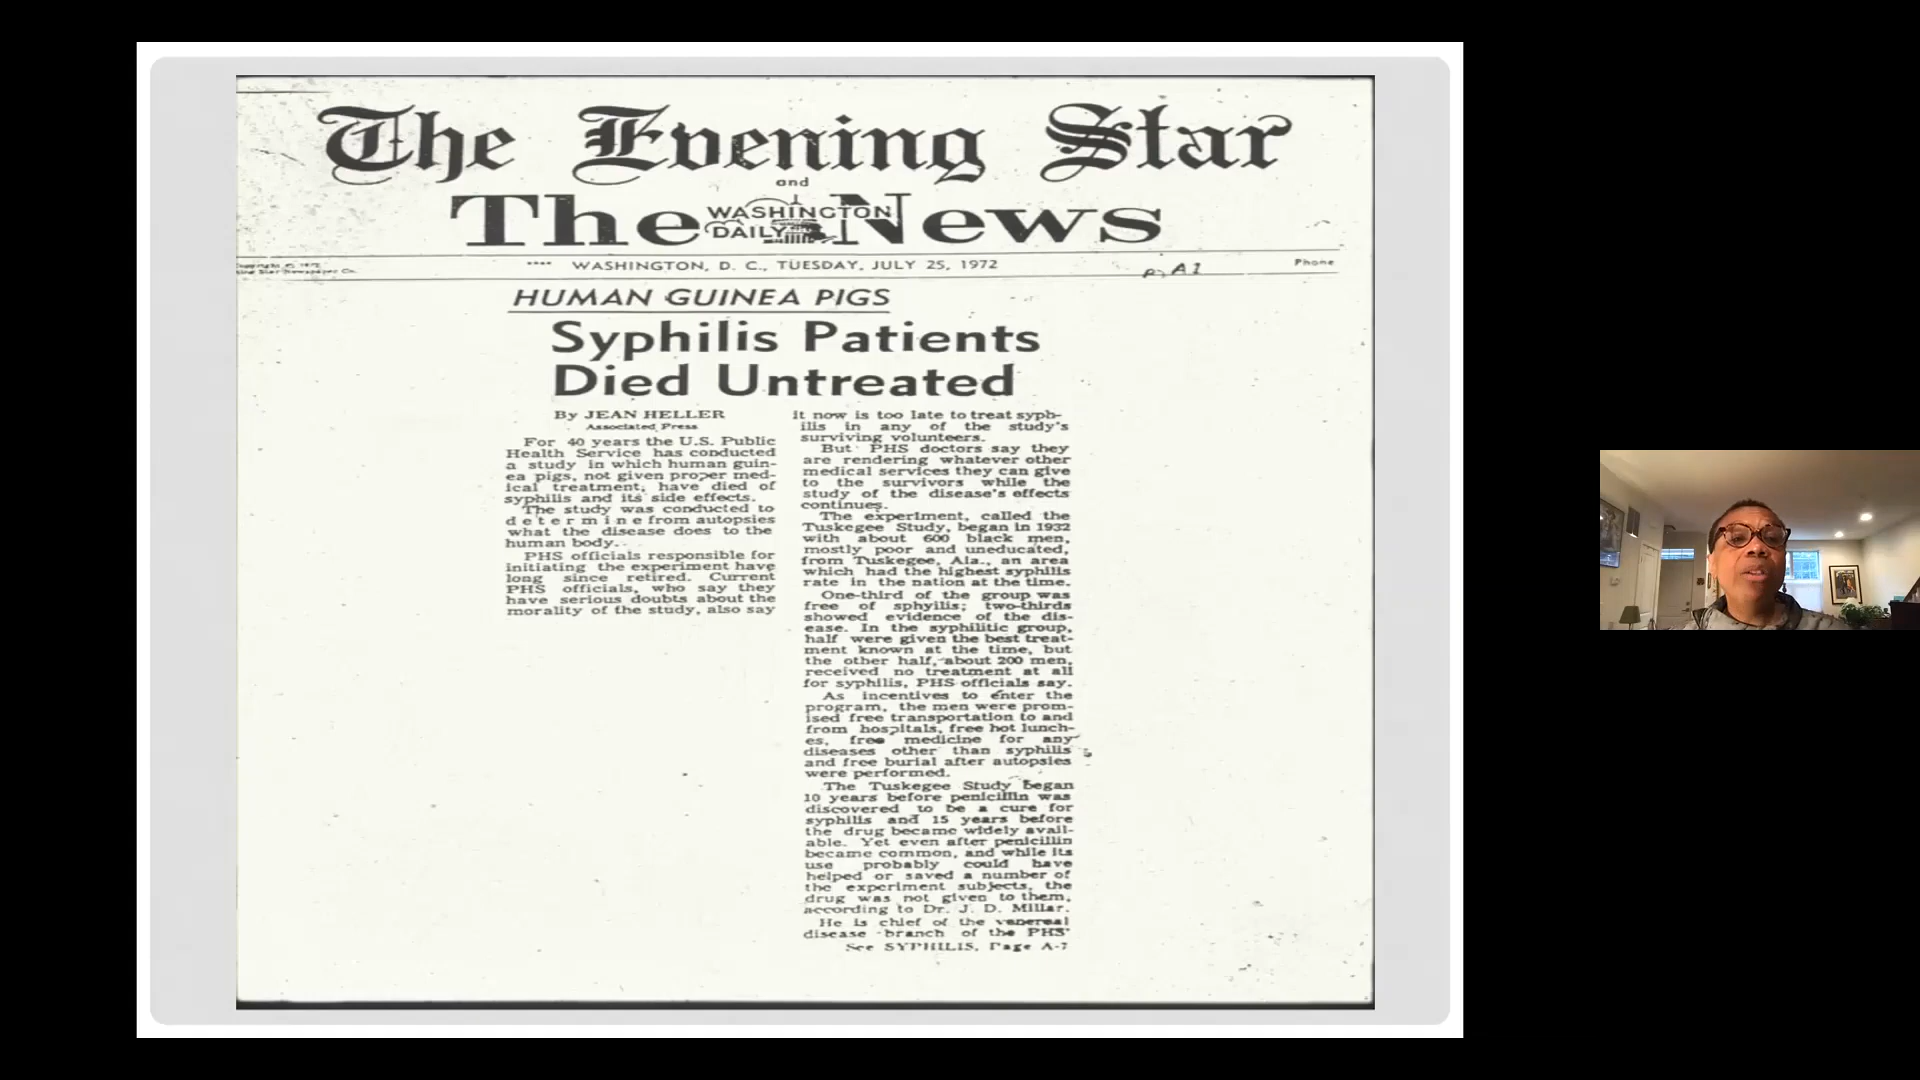 The Evening Star
and
The WASHINGTON DAILY News
**** WASHINGTON, D. C., TUESDAY, JULY 25, 1972
p. A1
Phone
HUMAN GUINEA PIGS
Syphilis Patients
Died Untreated
By JEAN HELLER
Associated Press
For 40 years the U.S. Public
Health Service has conducted
a study in which human guin-
ea pigs, not given proper med-
ical treatment, have died of
syphilis and its side effects.
The study was conducted to
determine from autopsies
what the disease does to the
human body.
PHS officials responsible for
initiating the experiment have
long since retired. Current
PHS officials, who say they
have serious doubts about the
morality of the study, also say
it now is too late to treat syph-
ilis in any of the study's
surviving volunteers.
But PHS doctors say they
are rendering whatever other
medical services they can give
to the survivors while the
study of the disease's effects
continues.
The experiment, called the
Tuskegee Study, began in 1932
with about 600 black men,
mostly poor and uneducated,
from Tuskegee, Ala., an area
which had the highest syphilis
rate in the nation at the time.
One-third of the group was
free of sphyilis; two-thirds
showed evidence of the dis-
ease. In the syphilitic group,
half were given the best treat-
ment known at the time, but
the other half, about 200 men,
received no treatment at all
for syphilis, PHS officials say.
As incentives to enter the
program, the men were prom-
ised free transportation to and
from hospitals, free hot lunch-
es, free medicine for any
diseases other than syphilis
and free burial after autopsies
were performed.
The Tuskegee Study began
10 years before penicillin was
discovered to be a cure for
syphilis and 15 years before
the drug became widely avail-
able. Yet even after penicillin
became common, and while its
use probably could have
helped or saved a number of
the experiment subjects, the
drug was not given to them,
according to Dr. J. D. Millar.
He is chief of the venereal
disease branch of the PHS'
See SYPHILIS, Page A-7